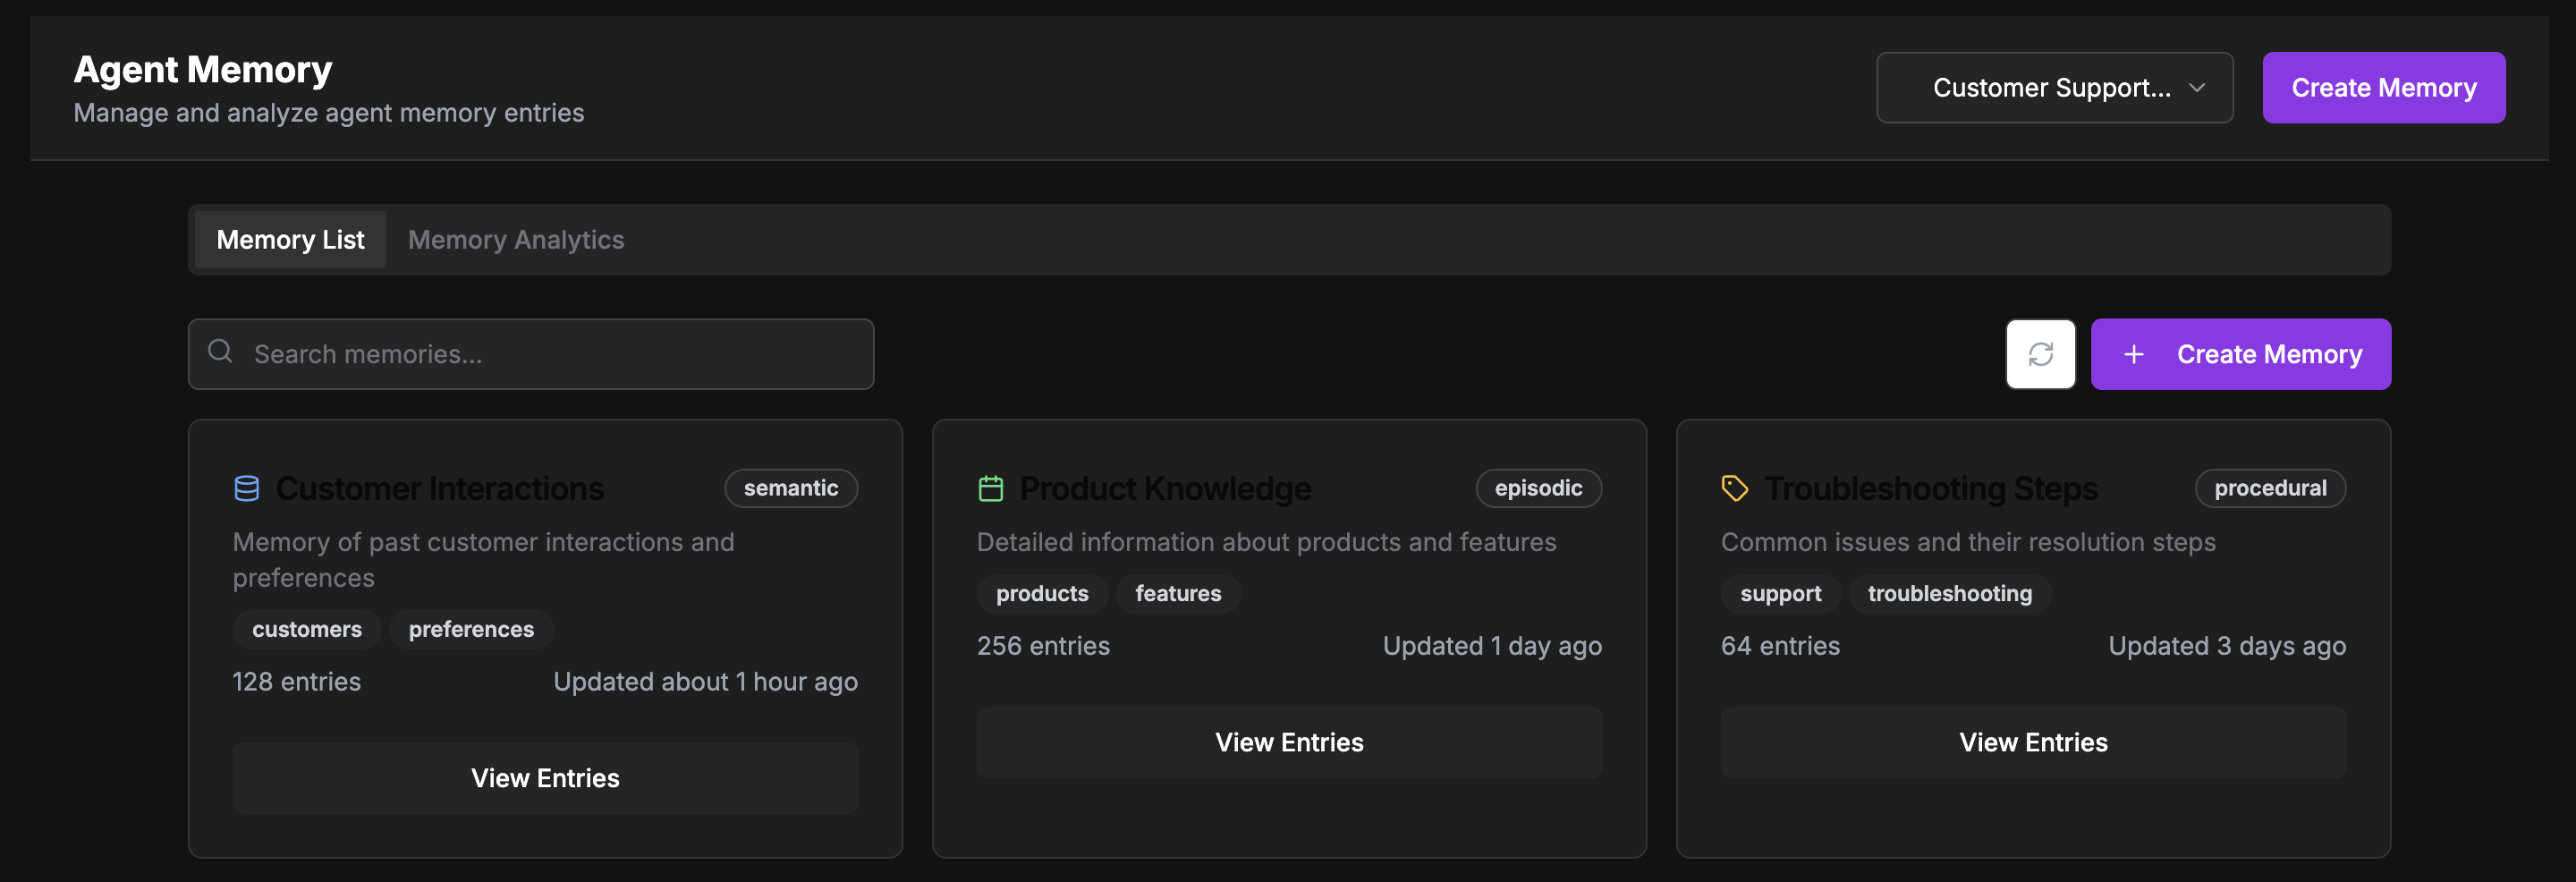 Agent Memory
Manage and analyze agent memory entries
Customer Support...
Create Memory
Memory List
Memory Analytics
Search memories...
Create Memory
Customer Interactions
semantic
Memory of past customer interactions and
preferences
customers
preferences
128 entries
Updated about 1 hour ago
View Entries
Product Knowledge
episodic
Detailed information about products and features
products
features
256 entries
Updated 1 day ago
View Entries
Troubleshooting Steps
procedural
Common issues and their resolution steps
support
troubleshooting
64 entries
Updated 3 days ago
View Entries